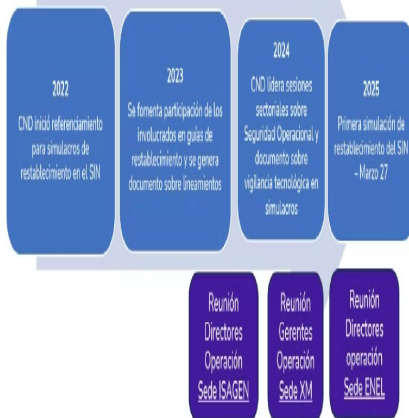 2022
CND inició referenciamiento
para simulacros de
restablecimiento en el SIN
2023
Se fomenta participación de los
involucrados en guías de
restablecimiento y se genera
documento sobre lineamientos
2024
CND lidera sesiones
sectoriales sobre
Seguridad Operacional y
documento sobre
vigilancia tecnológica en
simulacros
2025
Primera simulación de
restablecimiento del SIN
– Marzo 27
Reunión
Directores
Operación
Sede ISAGEN
Reunión
Gerentes
Operación
Sede XM
Reunión
Directores
operación
Sede ENEL